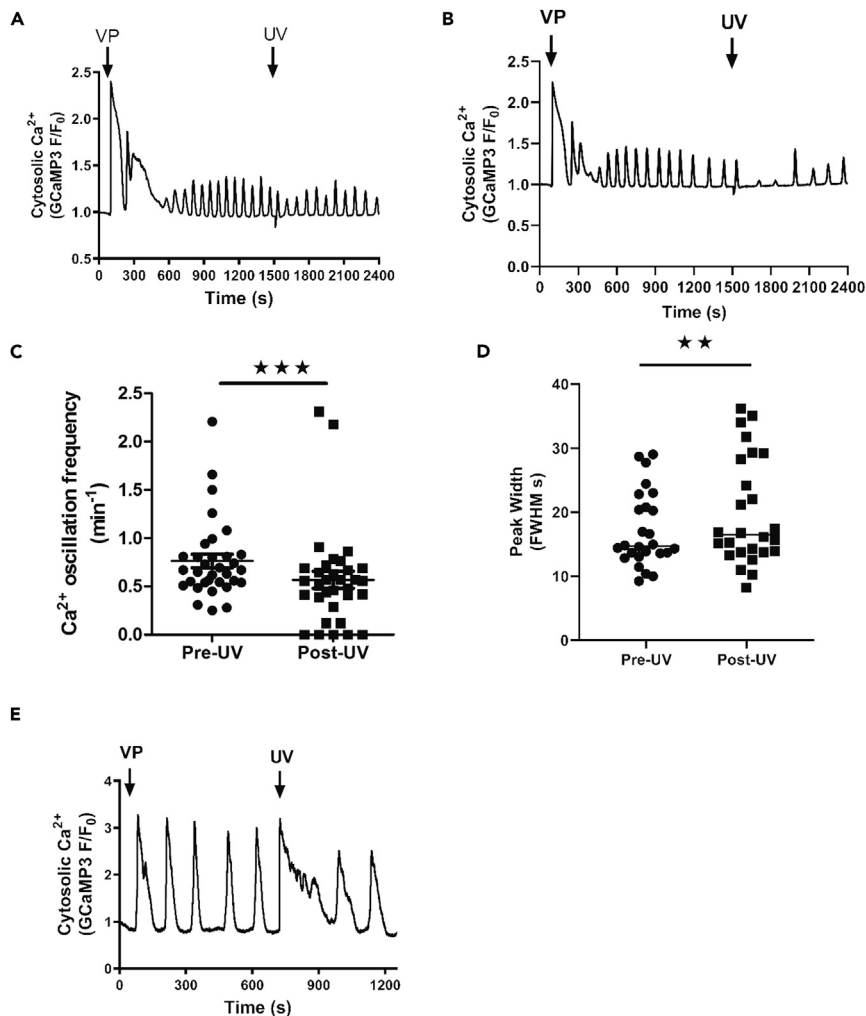 A
VP
UV
Cytosolic Ca²⁺
(GCaMP3 F/F₀)
2.5
2.0
1.5
1.0
0.5
0 300 600 900 1200 1500 1800 2100 2400
Time (s)
B
VP
UV
Cytosolic Ca²⁺
(GCaMP3 F/F₀)
2.5
2.0
1.5
1.0
0.5
0.0
0 300 600 900 1200 1500 1800 2100 2400
Time (s)
C
★★★
Ca²⁺ oscillation frequency
(min⁻¹)
2.5
2.0
1.5
1.0
0.5
0.0
Pre-UV Post-UV
D
★★
Peak Width
(FWHM s)
40
30
20
10
0
Pre-UV Post-UV
E
VP
UV
Cytosolic Ca²⁺
(GCaMP3 F/F₀)
4
3
2
1
0
0 300 600 900 1200
Time (s)